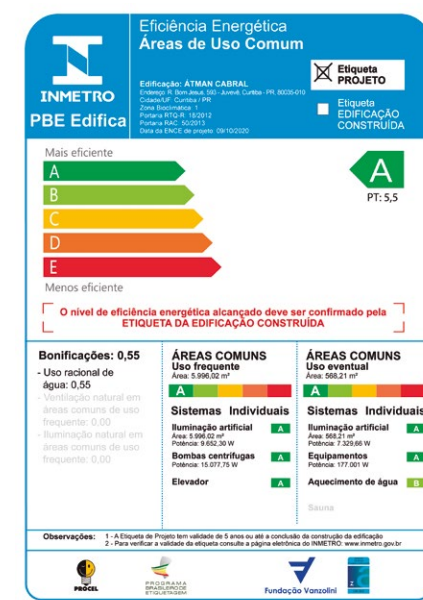 Eficiência Energética
Áreas de Uso Comum
INMETRO
PBE Edifica
Edificação: ÁTMAN CABRAL
Endereço: R. Bom Jesus, 593 - Juvevê, Curitiba - PR, 80035-010
Cidade/UF: Curitiba / PR
Zona Bioclimática: 1
Portaria RTQ-R: 18/2012
Portaria RAC: 50/2013
Data da ENCE de projeto: 09/10/2020
Etiqueta
PROJETO
Etiqueta
EDIFICAÇÃO
CONSTRUÍDA
Mais eficiente
A
B
C
D
E
Menos eficiente
A
PT: 5,5
O nível de eficiência energética alcançado deve ser confirmado pela
ETIQUETA DA EDIFICAÇÃO CONSTRUÍDA
Bonificações: 0,55
- Uso racional de
água: 0,55
- Ventilação natural em
áreas comuns de uso
frequente: 0,00
- Iluminação natural em
áreas comuns de uso
frequente: 0,00
ÁREAS COMUNS
Uso frequente
Área: 5.996,02 m²
A
Sistemas Individuais
Iluminação artificial A
Área: 5.996,02 m²
Potência: 9.652,30 W
Bombas centrífugas A
Potência: 15.077,75 W
Elevador A
ÁREAS COMUNS
Uso eventual
Área: 568,21 m²
A
Sistemas Individuais
Iluminação artificial A
Área: 568,21 m²
Potência: 7.329,66 W
Equipamentos A
Potência: 177.001 W
Aquecimento de água B
Sauna
Observações: 1 - A Etiqueta de Projeto tem validade de 5 anos ou até a conclusão da construção da edificação
2 - Para verificar a validade da etiqueta consulte a página eletrônica do INMETRO: www.inmetro.gov.br
PROCEL
PROGRAMA
BRASILEIRO DE
ETIQUETAGEM
Fundação Vanzolini